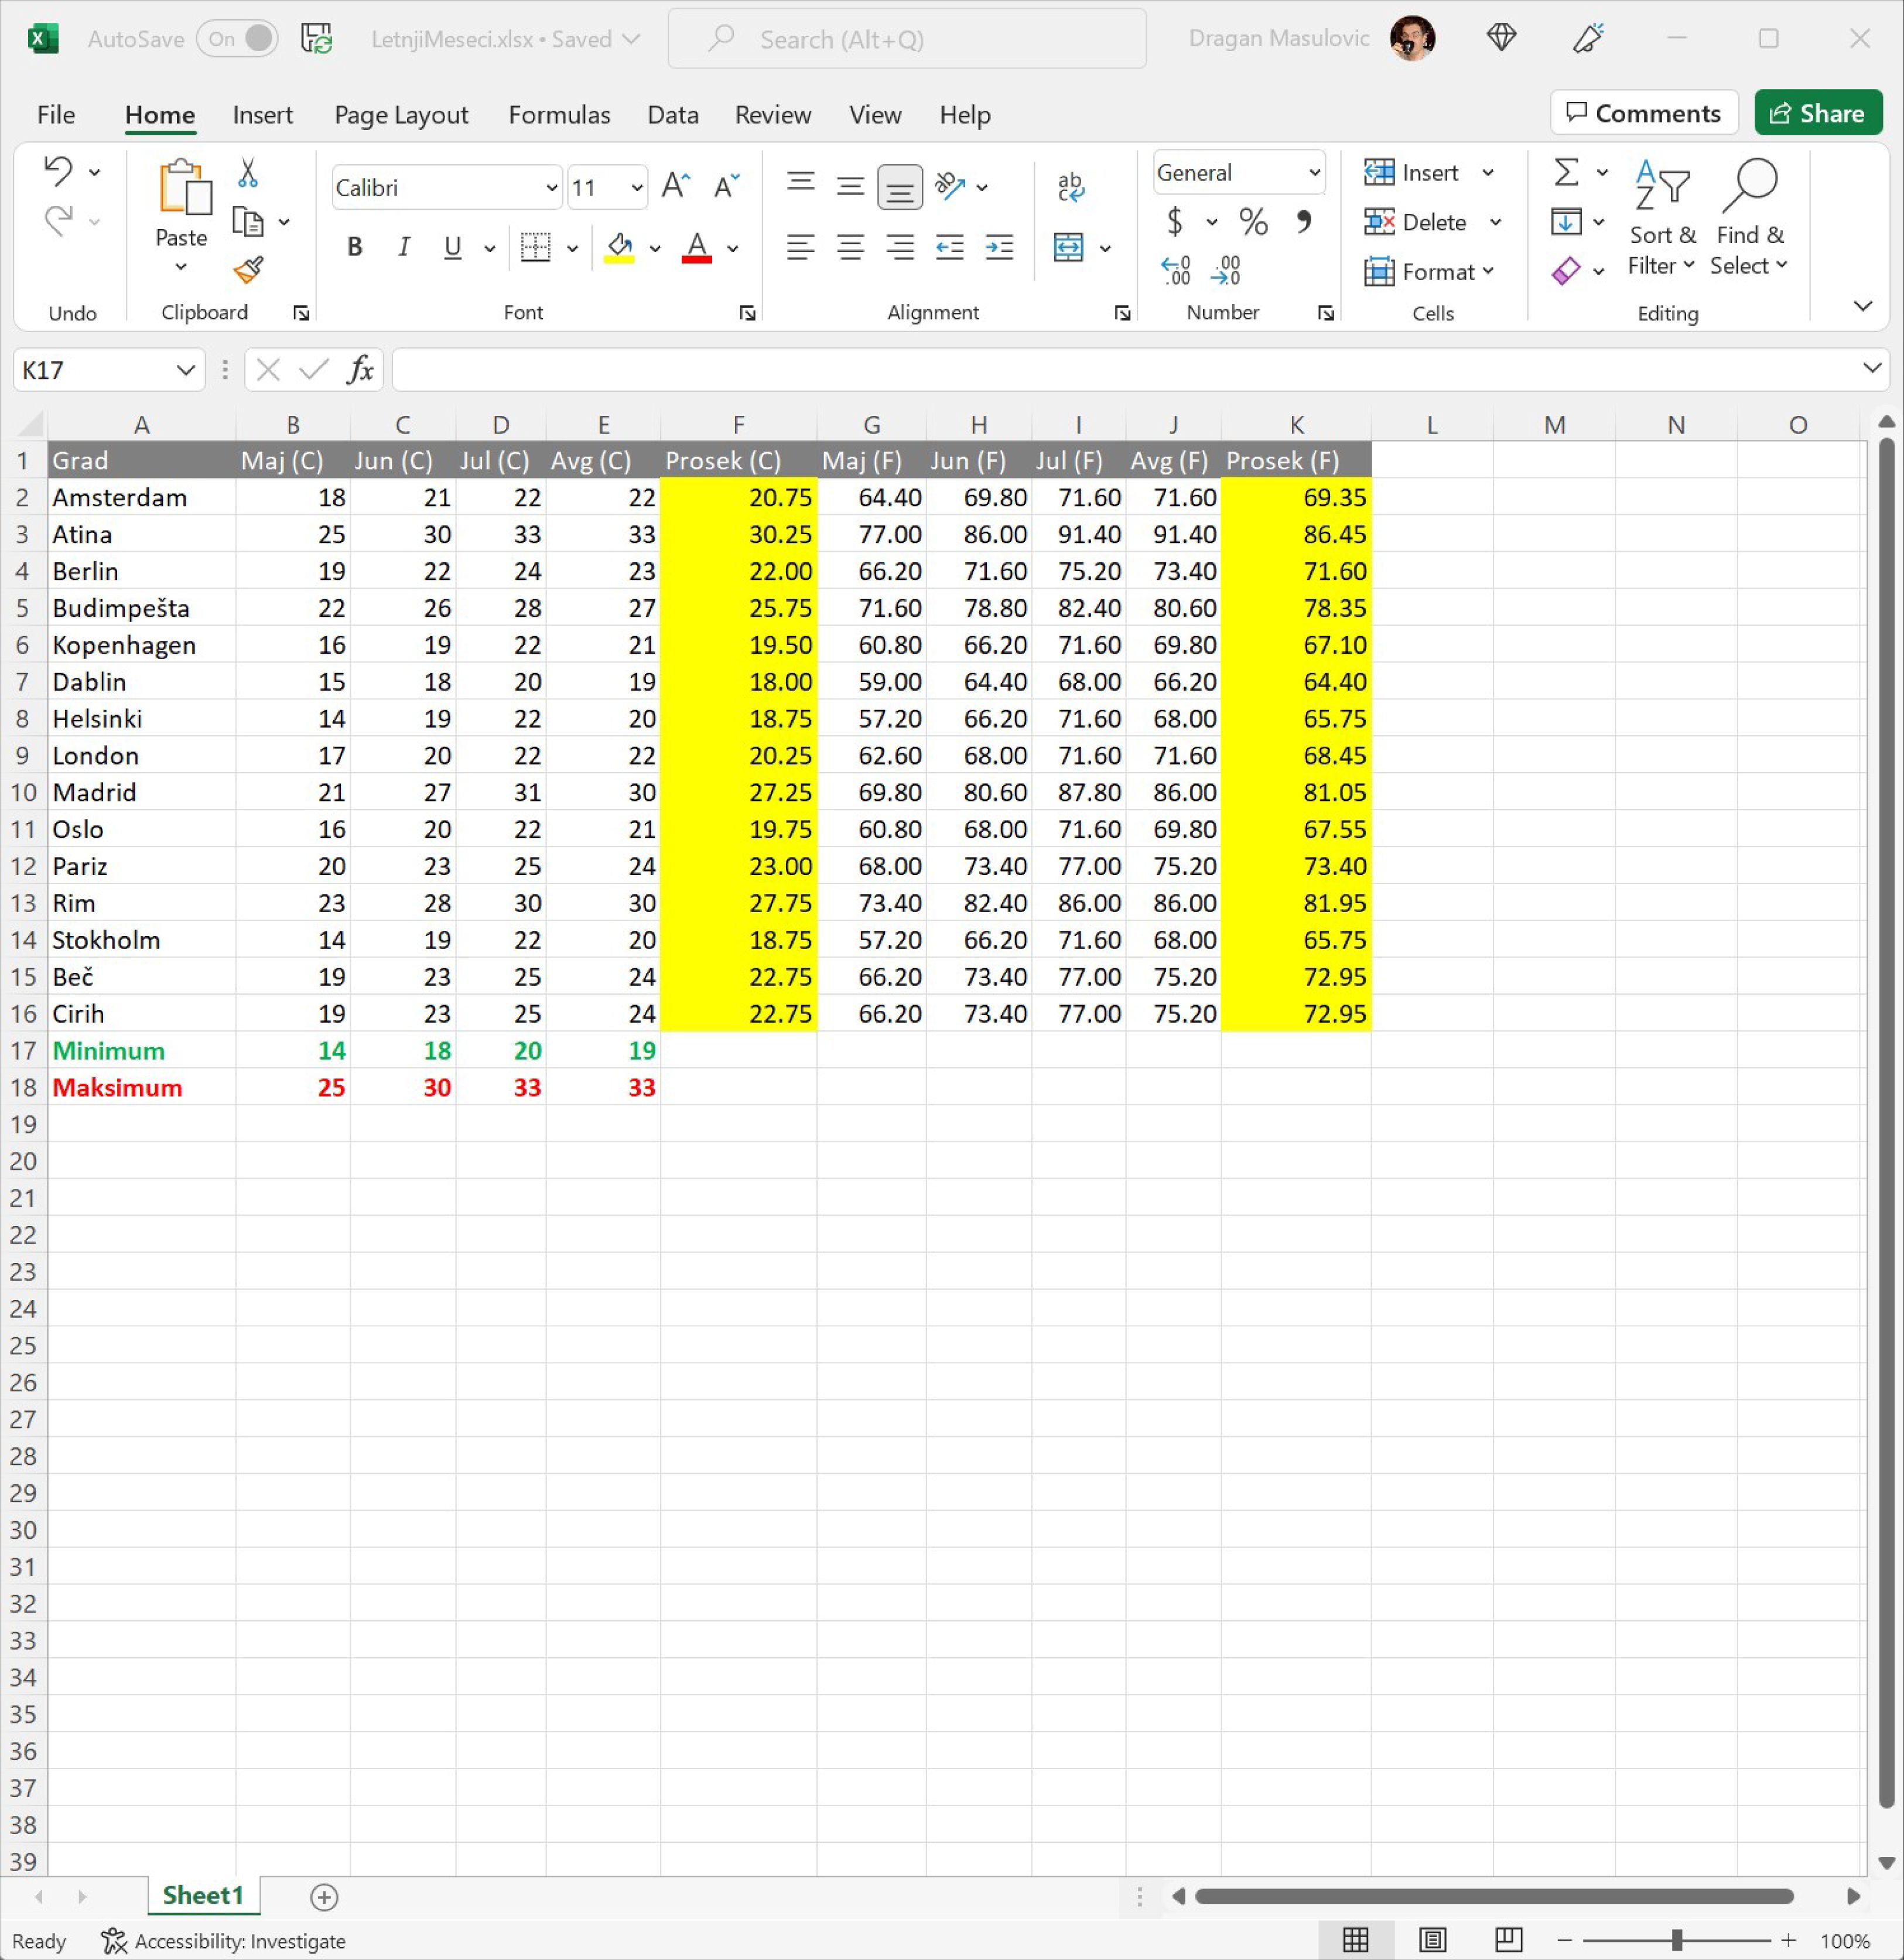 AutoSave On LetnjiMeseci.xlsx • Saved Search (Alt+Q) Dragan Masulovic
File Home Insert Page Layout Formulas Data Review View Help Comments Share
Paste Calibri 11 General Insert Delete Format Sort & Filter Find & Select
Undo Clipboard Font Alignment Number Cells Editing
K17 fx
A B C D E F G H I J K L M N O
1 Grad Maj (C) Jun (C) Jul (C) Avg (C) Prosek (C) Maj (F) Jun (F) Jul (F) Avg (F) Prosek (F)
2 Amsterdam 18 21 22 22 20.75 64.40 69.80 71.60 71.60 69.35
3 Atina 25 30 33 33 30.25 77.00 86.00 91.40 91.40 86.45
4 Berlin 19 22 24 23 22.00 66.20 71.60 75.20 73.40 71.60
5 Budimpešta 22 26 28 27 25.75 71.60 78.80 82.40 80.60 78.35
6 Kopenhagen 16 19 22 21 19.50 60.80 66.20 71.60 69.80 67.10
7 Dablin 15 18 20 19 18.00 59.00 64.40 68.00 66.20 64.40
8 Helsinki 14 19 22 20 18.75 57.20 66.20 71.60 68.00 65.75
9 London 17 20 22 22 20.25 62.60 68.00 71.60 71.60 68.45
10 Madrid 21 27 31 30 27.25 69.80 80.60 87.80 86.00 81.05
11 Oslo 16 20 22 21 19.75 60.80 68.00 71.60 69.80 67.55
12 Pariz 20 23 25 24 23.00 68.00 73.40 77.00 75.20 73.40
13 Rim 23 28 30 30 27.75 73.40 82.40 86.00 86.00 81.95
14 Stokholm 14 19 22 20 18.75 57.20 66.20 71.60 68.00 65.75
15 Beč 19 23 25 24 22.75 66.20 73.40 77.00 75.20 72.95
16 Cirih 19 23 25 24 22.75 66.20 73.40 77.00 75.20 72.95
17 Minimum 14 18 20 19
18 Maksimum 25 30 33 33
19
20
21
22
23
24
25
26
27
28
29
30
31
32
33
34
35
36
37
38
39
Sheet1
Ready Accessibility: Investigate 100%